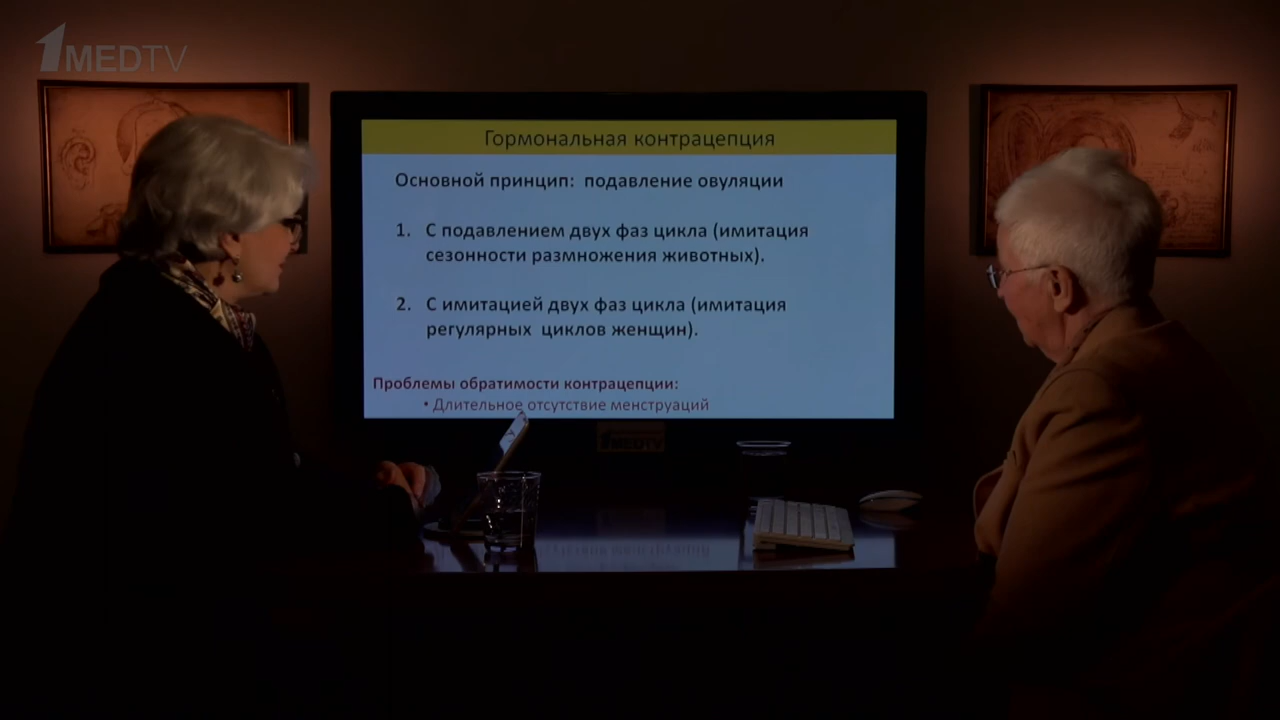 1MEDTV
Гормональная контрацепция
Основной принцип: подавление овуляции
1. С подавлением двух фаз цикла (имитация
сезонности размножения животных).
2. С имитацией двух фаз цикла (имитация
регулярных циклов женщин).
Проблемы обратимости контрацепции:
• Длительное отсутствие менструаций
1MEDTV